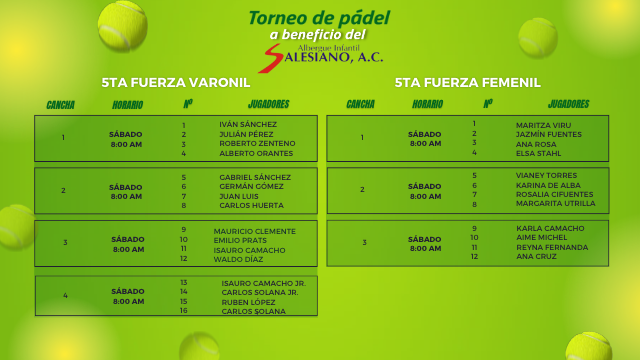 Torneo de pádel
a beneficio del
Albergue Infantil
SALESIANO, A.C.
5TA FUERZA VARONIL
CANCHA HORARIO Nº JUGADORES
1 SÁBADO 8:00 AM
1 IVÁN SÁNCHEZ
2 JULIÁN PÉREZ
3 ROBERTO ZENTENO
4 ALBERTO ORANTES
2 SÁBADO 8:00 AM
5 GABRIEL SÁNCHEZ
6 GERMÁN GÓMEZ
7 JUAN LUIS
8 CARLOS HUERTA
3 SÁBADO 8:00 AM
9 MAURICIO CLEMENTE
10 EMILIO PRATS
11 ISAURO CAMACHO
12 WALDO DÍAZ
4 SÁBADO 8:00 AM
13 ISAURO CAMACHO JR.
14 CARLOS SOLANA JR.
15 RUBEN LÓPEZ
16 CARLOS SOLANA
5TA FUERZA FEMENIL
CANCHA HORARIO Nº JUGADORES
1 SÁBADO 8:00 AM
1 MARITZA VIRU
2 JAZMÍN FUENTES
3 ANA ROSA
4 ELSA STAHL
2 SÁBADO 8:00 AM
5 VIANEY TORRES
6 KARINA DE ALBA
7 ROSALIA CIFUENTES
8 MARGARITA UTRILLA
3 SÁBADO 8:00 AM
9 KARLA CAMACHO
10 AIME MICHEL
11 REYNA FERNANDA
12 ANA CRUZ